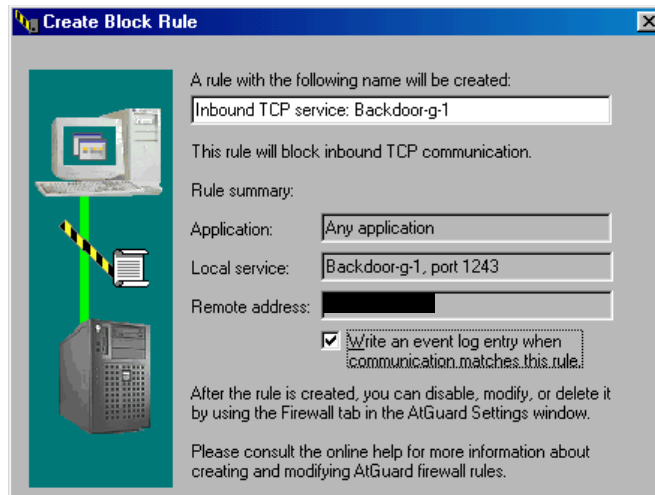 Create Block Rule
A rule with the following name will be created:
Inbound TCP service: Backdoor-g-1
This rule will block inbound TCP communication.
Rule summary:
Application: Any application
Local service: Backdoor-g-1, port 1243
Remote address:
Write an event log entry when
communication matches this rule.
After the rule is created, you can disable, modify, or delete it
by using the Firewall tab in the AtGuard Settings window.
Please consult the online help for more information about
creating and modifying AtGuard firewall rules.